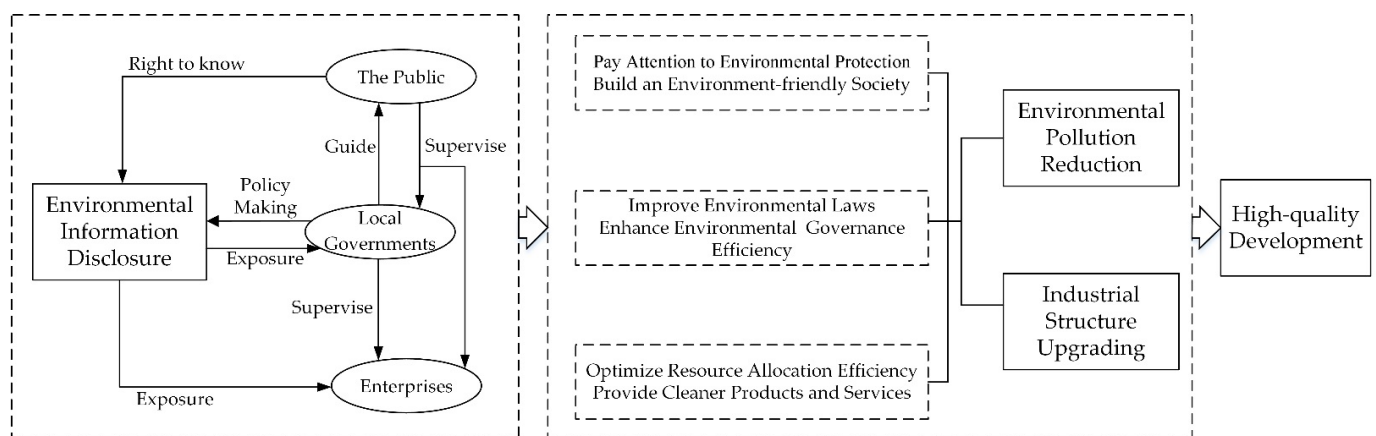 Right to know
The Public
Guide
Supervise
Environmental
Information
Disclosure
Policy
Making
Exposure
Local
Governments
Supervise
Exposure
Enterprises
Pay Attention to Environmental Protection
Build an Environment-friendly Society
Improve Environmental Laws
Enhance Environmental Governance
Efficiency
Optimize Resource Allocation Efficiency
Provide Cleaner Products and Services
Environmental
Pollution
Reduction
Industrial
Structure
Upgrading
High-quality
Development